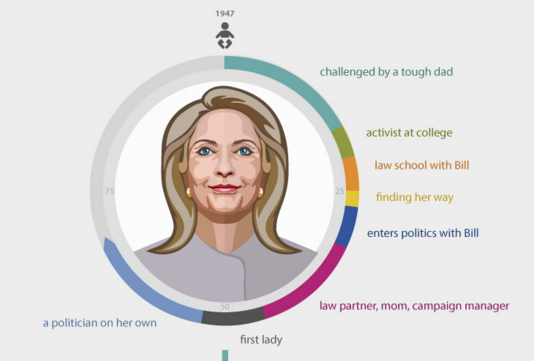 1947
challenged by a tough dad
activist at college
law school with Bill
75
25
finding her way
enters politics with Bill
law partner, mom, campaign manager
50
a politician on her own
first lady